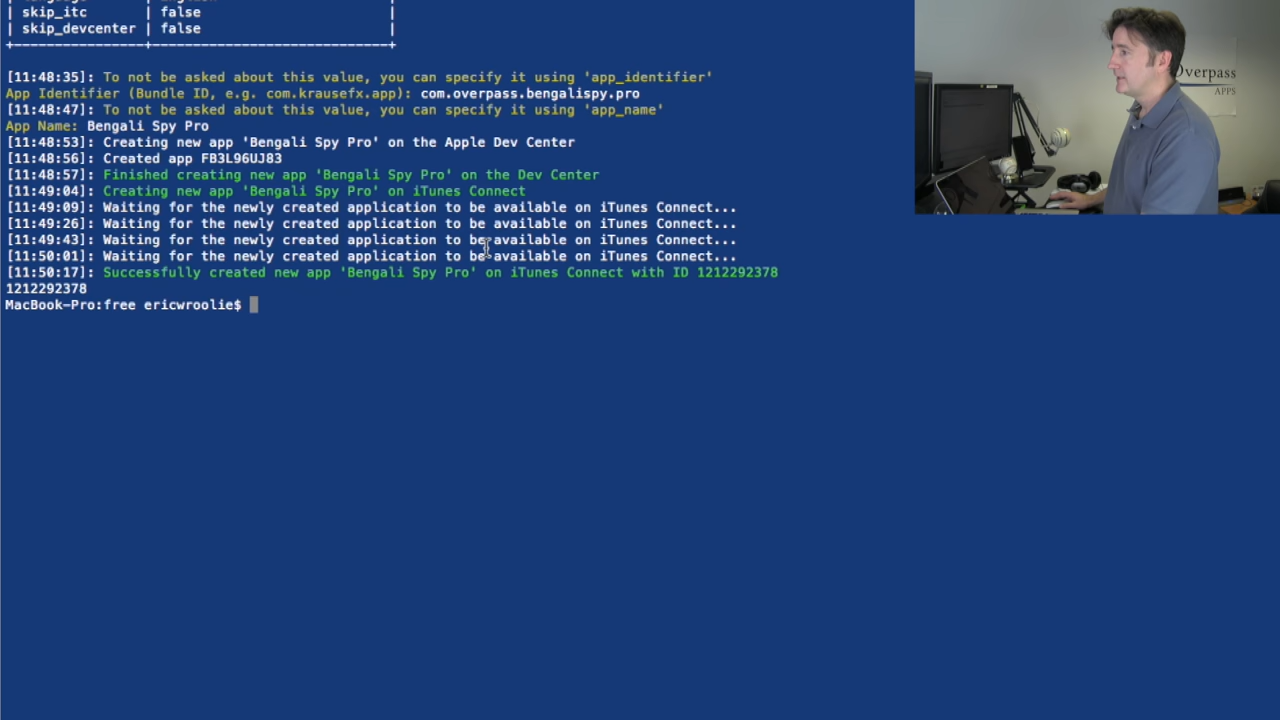 | skip_itc | false |
| skip_devcenter | false |
+----------------+-----------------------------+
[11:48:35]: To not be asked about this value, you can specify it using 'app_identifier'
App Identifier (Bundle ID, e.g. com.krausefx.app): com.overpass.bengalispy.pro
[11:48:47]: To not be asked about this value, you can specify it using 'app_name'
App Name: Bengali Spy Pro
[11:48:53]: Creating new app 'Bengali Spy Pro' on the Apple Dev Center
[11:48:56]: Created app FB3L96UJ83
[11:48:57]: Finished creating new app 'Bengali Spy Pro' on the Dev Center
[11:49:04]: Creating new app 'Bengali Spy Pro' on iTunes Connect
[11:49:09]: Waiting for the newly created application to be available on iTunes Connect...
[11:49:26]: Waiting for the newly created application to be available on iTunes Connect...
[11:49:43]: Waiting for the newly created application to be available on iTunes Connect...
[11:50:01]: Waiting for the newly created application to be available on iTunes Connect...
[11:50:17]: Successfully created new app 'Bengali Spy Pro' on iTunes Connect with ID 1212292378
1212292378
MacBook-Pro:free ericwroolie$
Overpass
APPS